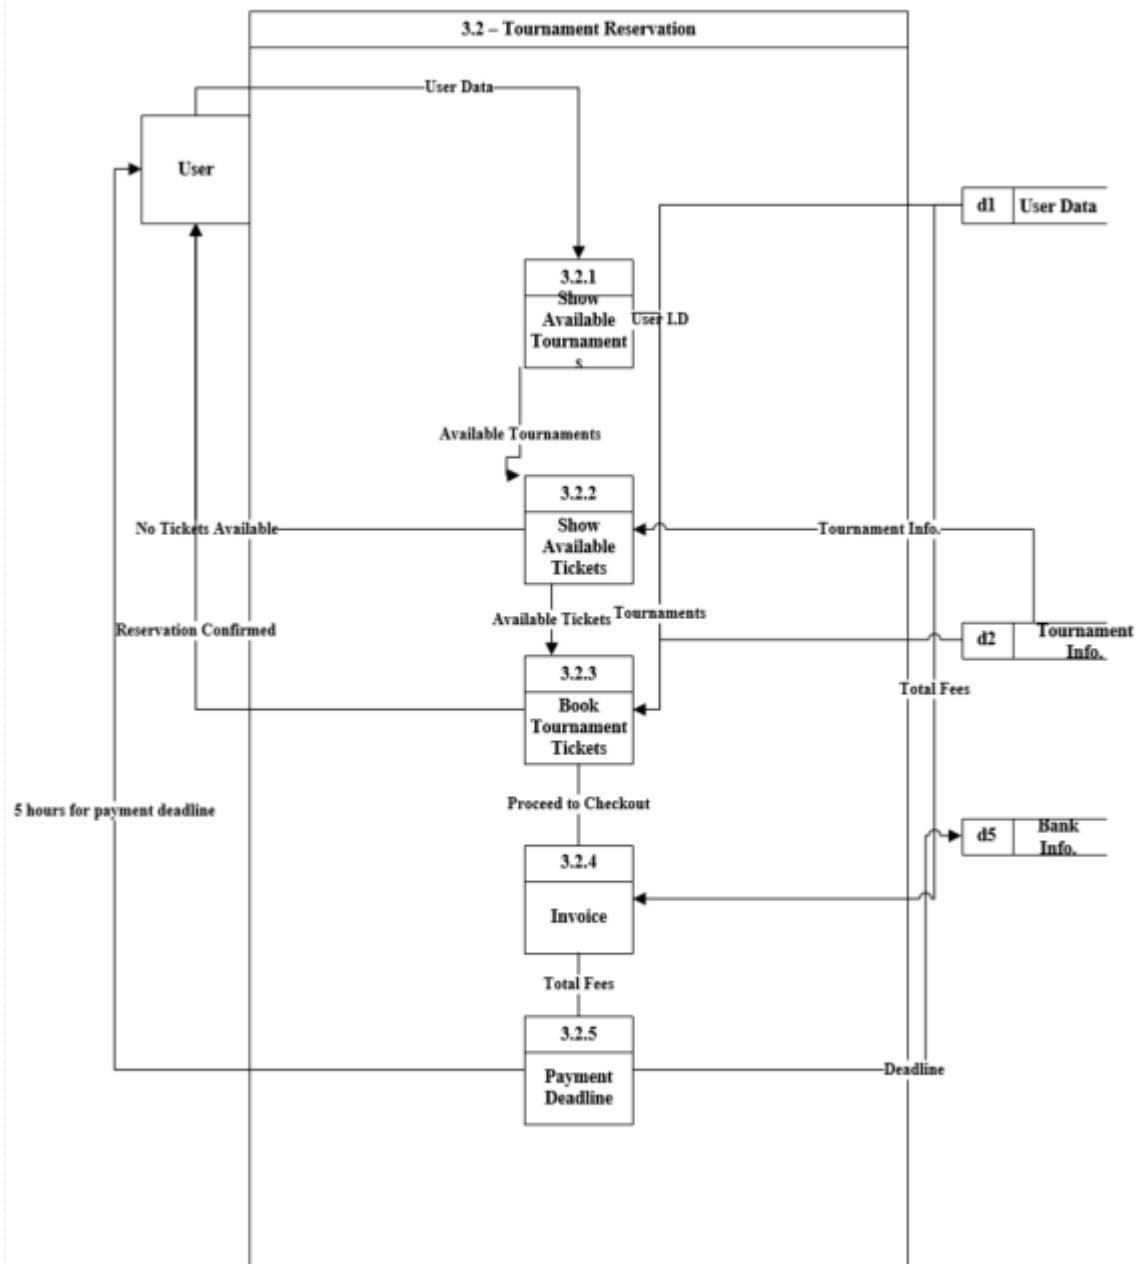 3.2 – Tournament Reservation
User Data
User
d1
User Data
3.2.1
Show
Available
Tournament
s
User I.D
Available Tournaments
3.2.2
Show
Available
Tickets
No Tickets Available
Tournament Info.
Available Tickets
Tournaments
Reservation Confirmed
d2
Tournament
Info.
3.2.3
Book
Tournament
Tickets
Total Fees
Proceed to Checkout
5 hours for payment deadline
d5
Bank
Info.
3.2.4
Invoice
Total Fees
3.2.5
Payment
Deadline
Deadline